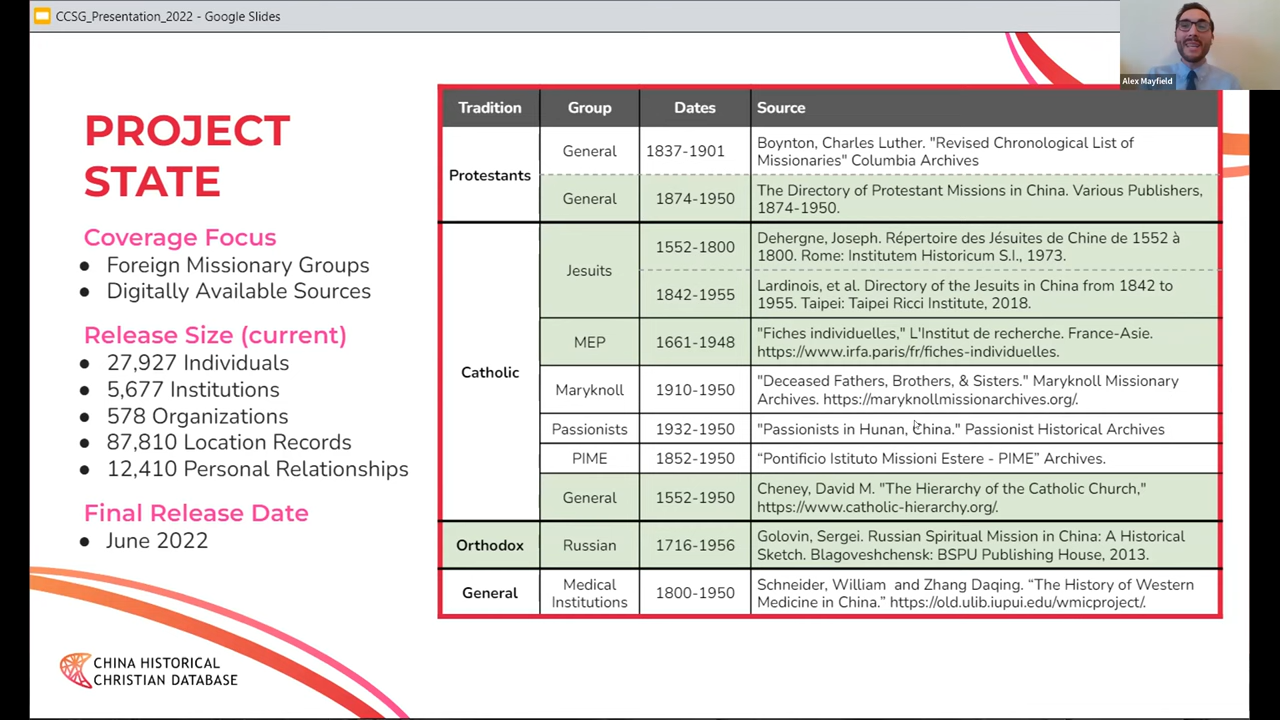 CCSG_Presentation_2022 - Google Slides
Alex Mayfield
PROJECT
STATE
Coverage Focus
● Foreign Missionary Groups
● Digitally Available Sources
Release Size (current)
● 27,927 Individuals
● 5,677 Institutions
● 578 Organizations
● 87,810 Location Records
● 12,410 Personal Relationships
Final Release Date
● June 2022
CHINA HISTORICAL
CHRISTIAN DATABASE
Tradition Group Dates Source
Protestants
General 1837-1901 Boynton, Charles Luther. "Revised Chronological List of
Missionaries" Columbia Archives
General 1874-1950 The Directory of Protestant Missions in China. Various Publishers,
1874-1950.
Catholic
Jesuits
1552-1800 Dehergne, Joseph. Répertoire des Jésuites de Chine de 1552 à
1800. Rome: Institutem Historicum S.I., 1973.
1842-1955 Lardinois, et al. Directory of the Jesuits in China from 1842 to
1955. Taipei: Taipei Ricci Institute, 2018.
MEP 1661-1948 "Fiches individuelles," L'Institut de recherche. France-Asie.
https://www.irfa.paris/fr/fiches-individuelles.
Maryknoll 1910-1950 "Deceased Fathers, Brothers, & Sisters." Maryknoll Missionary
Archives. https://maryknollmissionarchives.org/.
Passionists 1932-1950 "Passionists in Hunan, China." Passionist Historical Archives
PIME 1852-1950 “Pontificio Istituto Missioni Estere - PIME” Archives.
General 1552-1950 Cheney, David M. "The Hierarchy of the Catholic Church,"
https://www.catholic-hierarchy.org/.
Orthodox Russian 1716-1956 Golovin, Sergei. Russian Spiritual Mission in China: A Historical
Sketch. Blagoveshchensk: BSPU Publishing House, 2013.
General Medical
Institutions 1800-1950 Schneider, William and Zhang Daqing. “The History of Western
Medicine in China.” https://old.ulib.iupui.edu/wmicproject/.